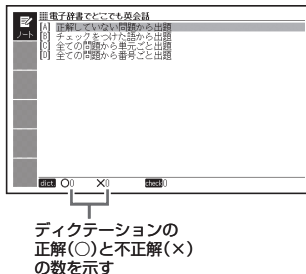 電子辞書でどこでも英会話
ノート
[A] 正解していない問題から出題
[B] チェックをつけた語から出題
[C] 全ての問題から単元ごと出題
[D] 全ての問題から番号ごと出題
dict ○0 ×0 check0
ディクテーションの
正解(○)と不正解(×)
の数を示す